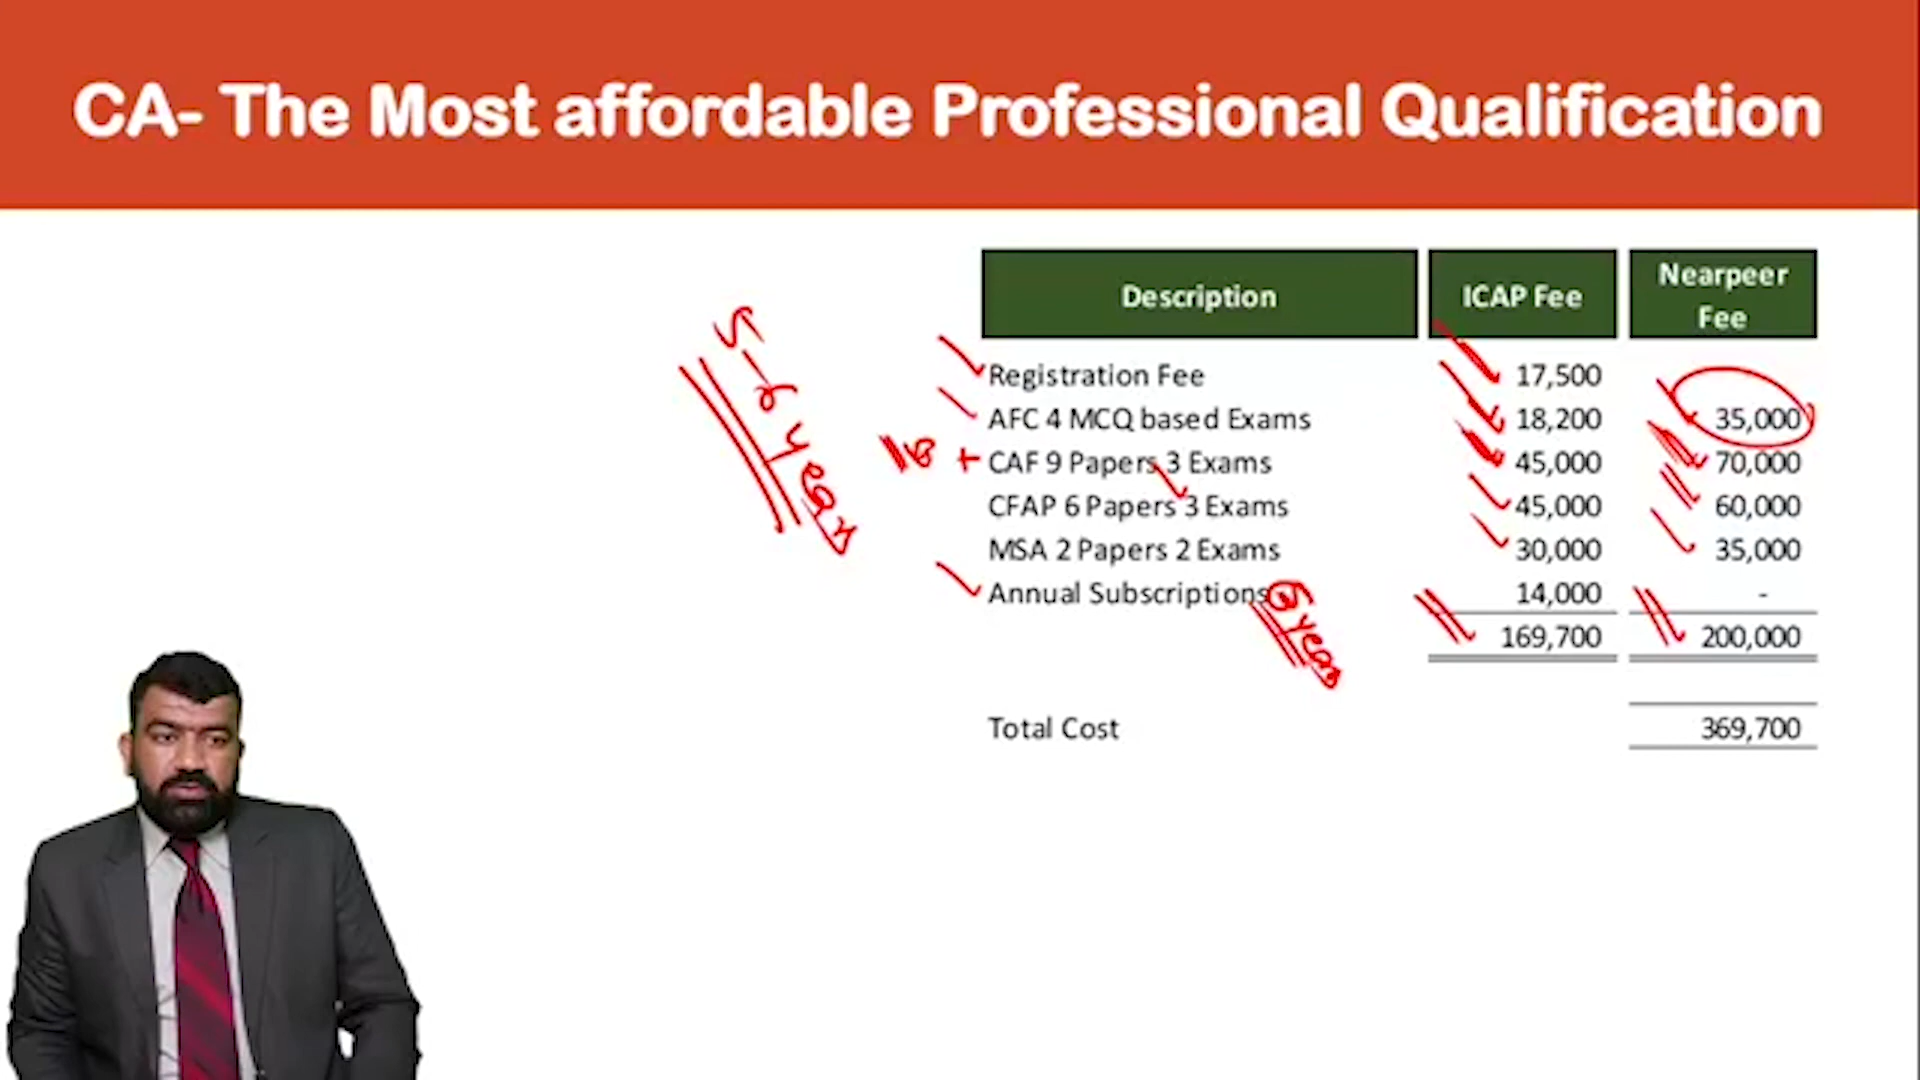 CA- The Most affordable Professional Qualification
Description ICAP Fee Nearpeer Fee
Registration Fee 17,500
AFC 4 MCQ based Exams 18,200 35,000
CAF 9 Papers 3 Exams 45,000 70,000
CFAP 6 Papers 3 Exams 45,000 60,000
MSA 2 Papers 2 Exams 30,000 35,000
Annual Subscriptions 14,000 -
169,700 200,000
Total Cost 369,700
year
+
5 years